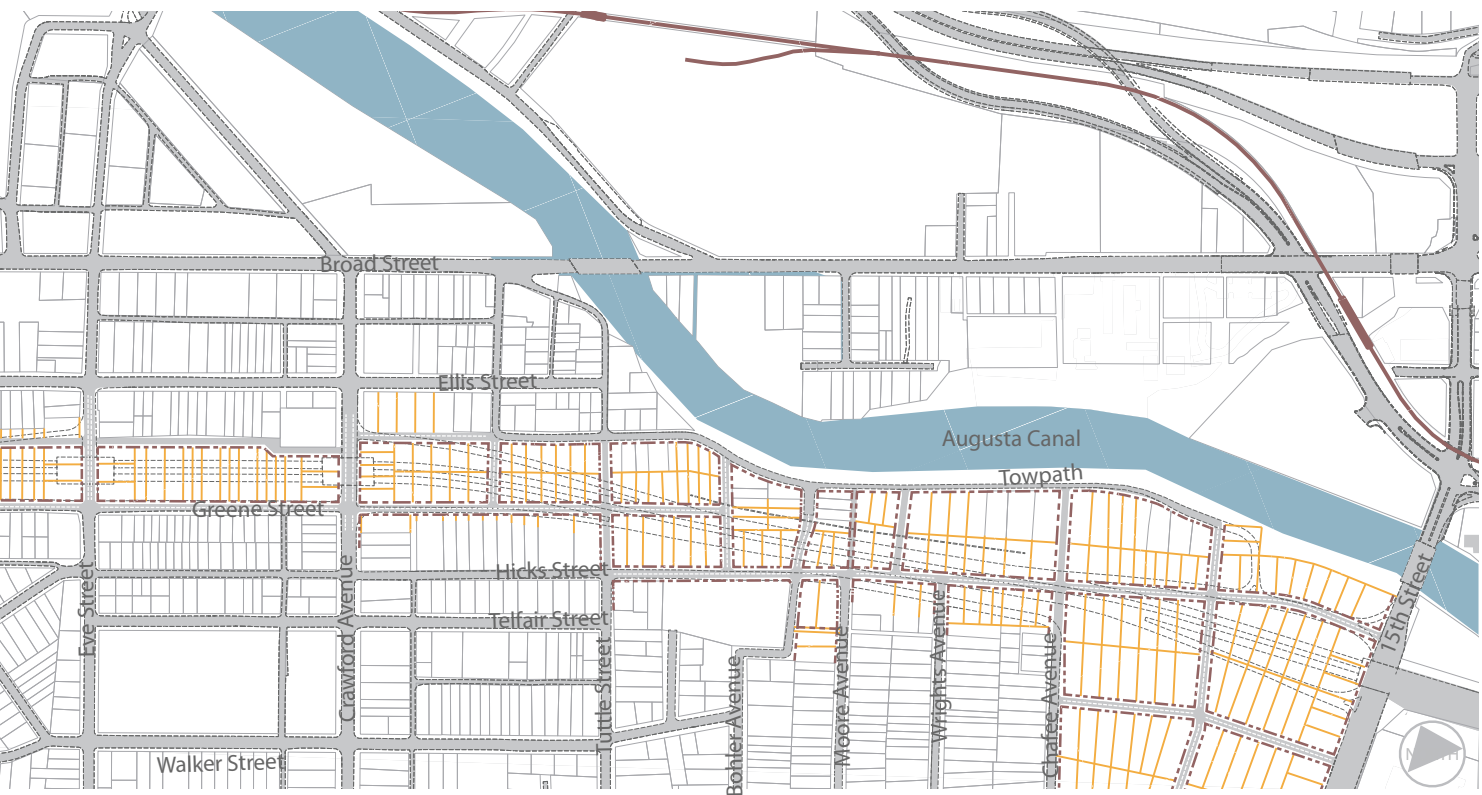 Broad Street
Ellis Street
Augusta Canal
Towpath
Greene Street
Hicks Street
Telfair Street
Eve Street
Crawford Avenue
Tuttle Street
Bohler Avenue
Moore Avenue
Wrights Avenue
Chafee Avenue
15th Street
Walker Street
North